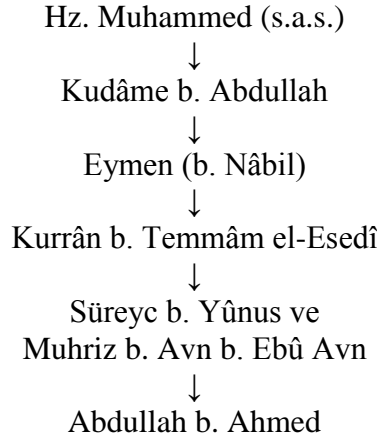 Hz. Muhammed (s.a.s.)
↓
Kudâme b. Abdullah
↓
Eymen (b. Nâbil)
↓
Kurrân b. Temmâm el-Esedî
↓
Süreyc b. Yûnus ve
Muhriz b. Avn b. Ebû Avn
↓
Abdullah b. Ahmed